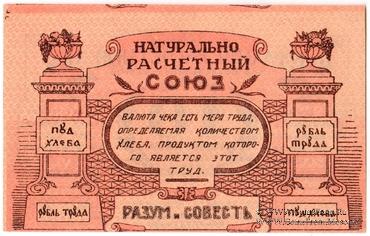 НАТУРАЛЬНО
РАСЧЕТНЫЙ
СОЮЗ
ПУД
ХЛЕБА
ВАЛЮТА ЧЕКА ЕСТЬ МЕРА ТРУДА,
ОПРЕДЕЛЯЕМАЯ КОЛИЧЕСТВОМ
ХЛЕБА, ПРОДУКТОМ КОТОРО-
ГО ЯВЛЯЕТСЯ ЭТОТ
ТРУД.
РУБЛЬ
ТРУДА
РУБЛЬ ТРУДА
РАЗУМ и СОВЕСТЬ
ПУД ХЛЕБА